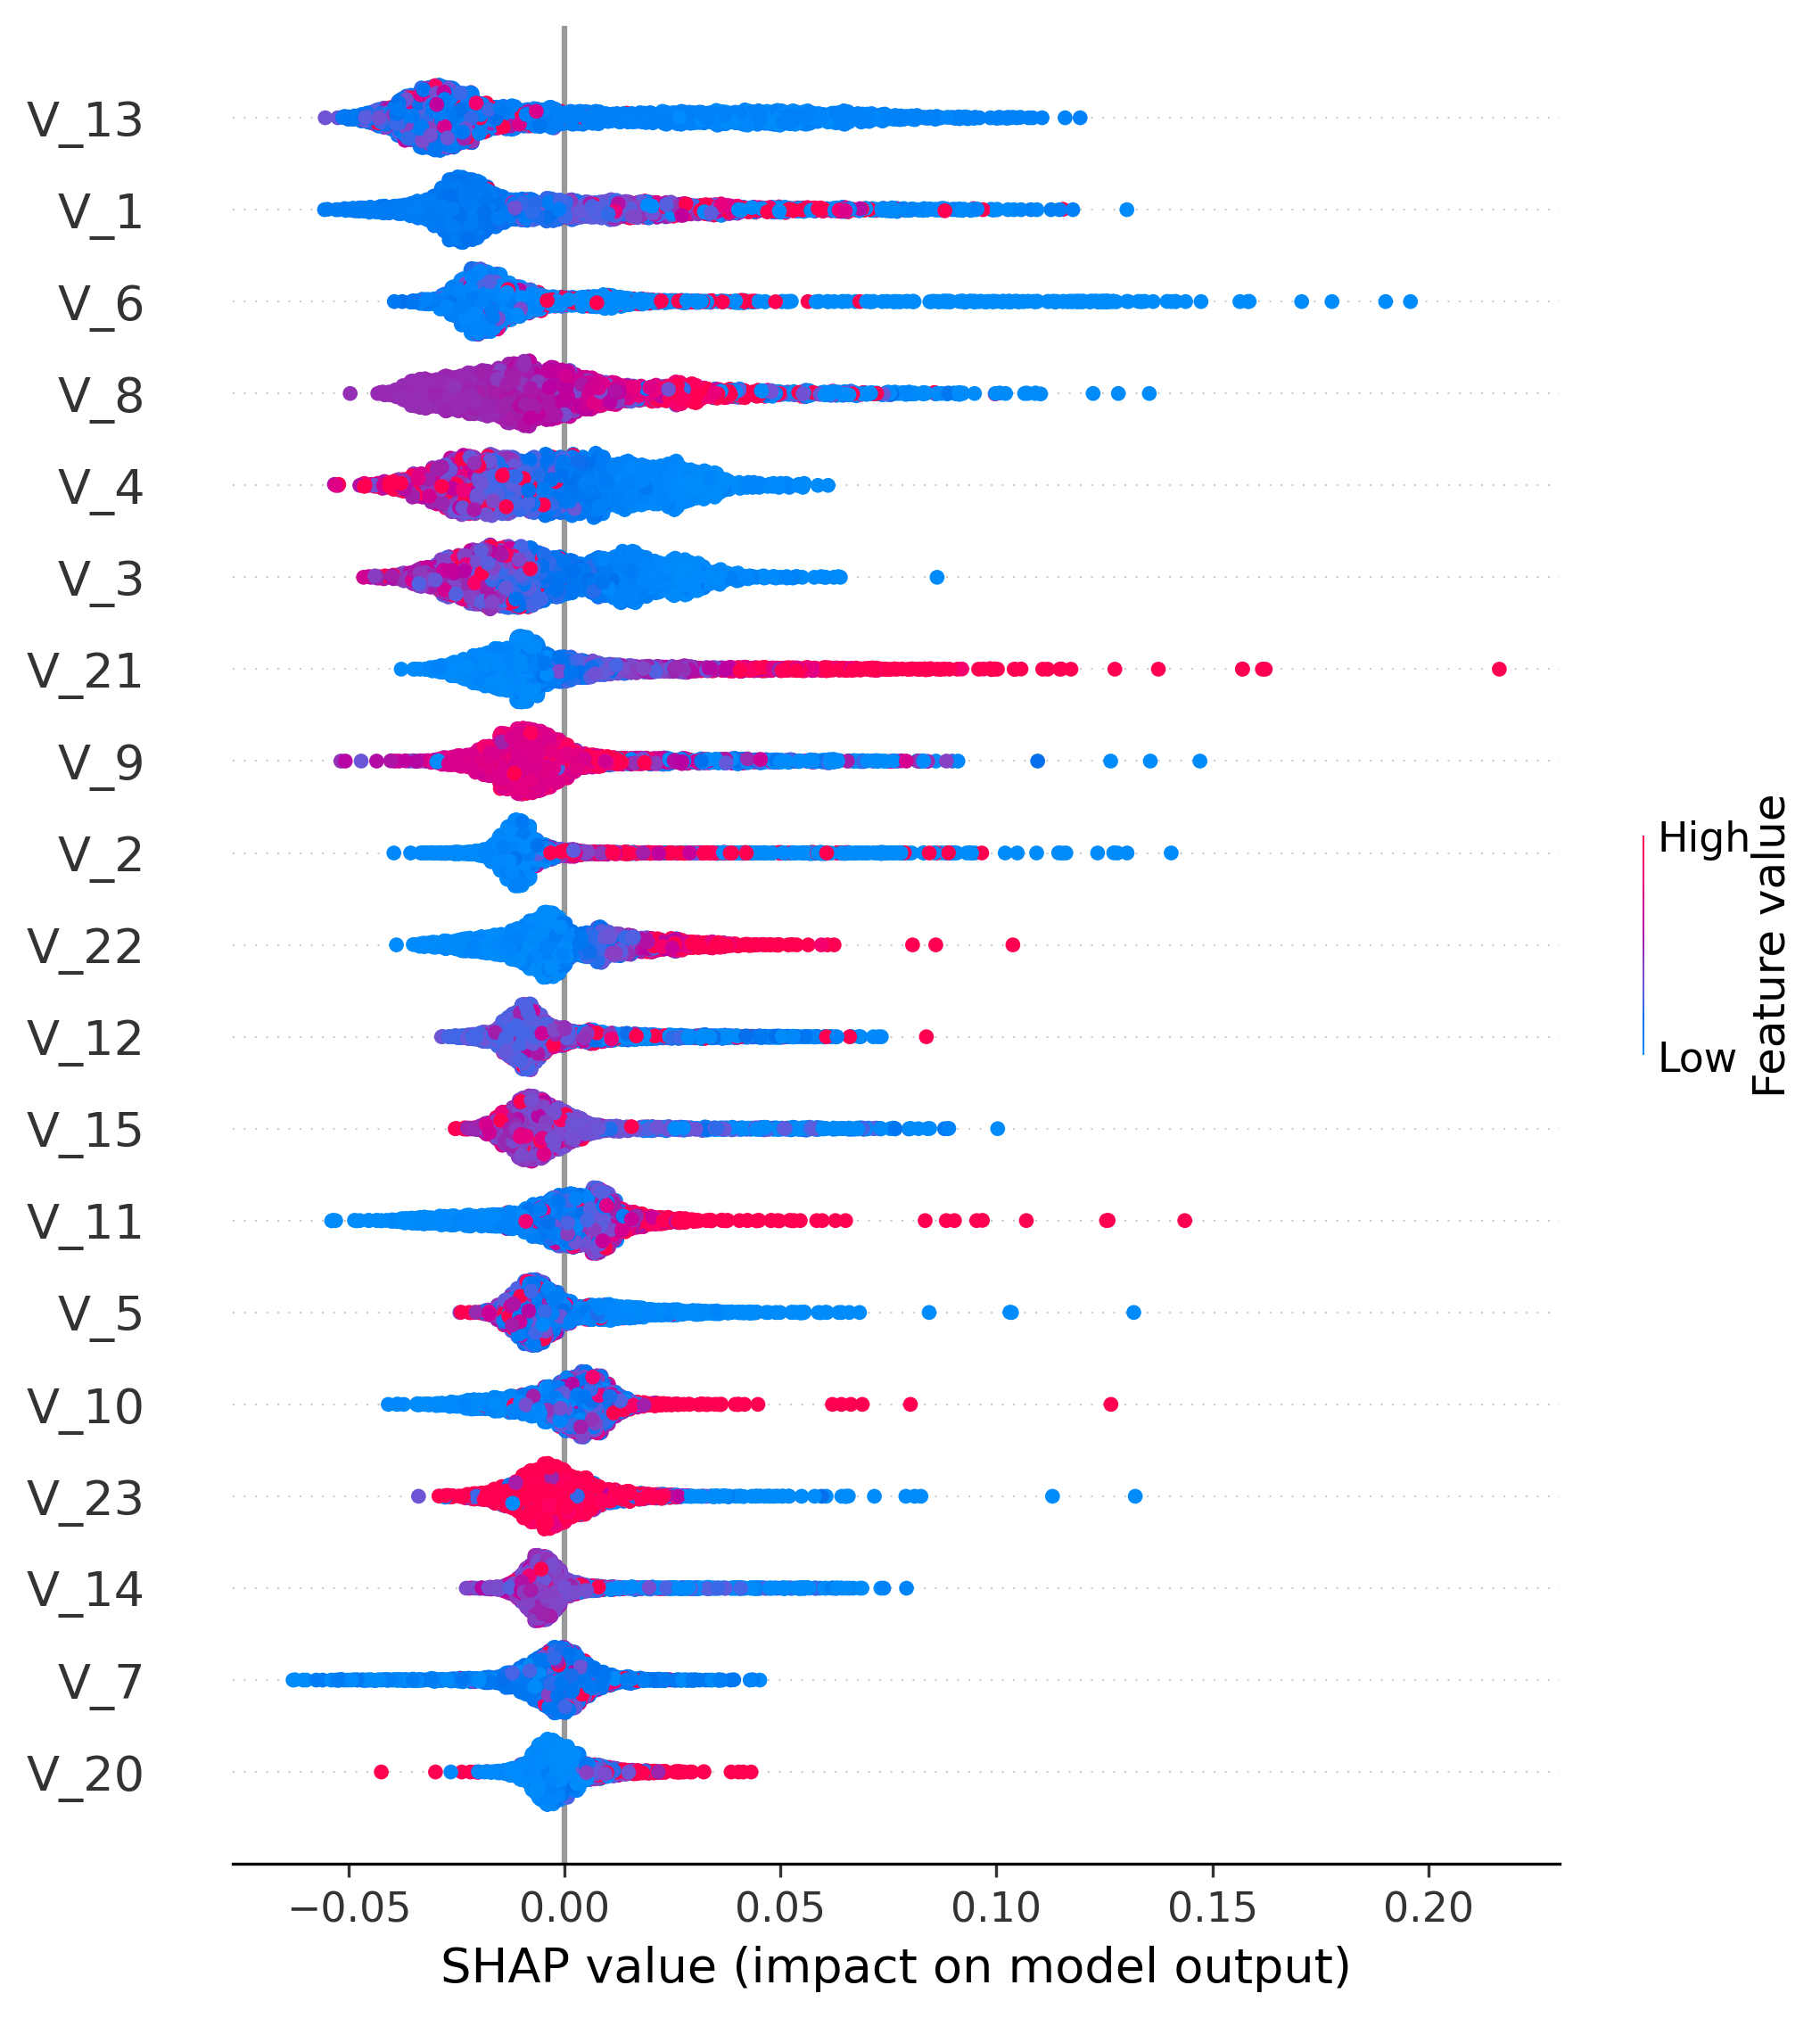 V_13
V_1
V_6
V_8
V_4
V_3
V_21
V_9
V_2
V_22
V_12
V_15
V_11
V_5
V_10
V_23
V_14
V_7
V_20
High
Low
Feature value
−0.05 0.00 0.05 0.10 0.15 0.20
SHAP value (impact on model output)